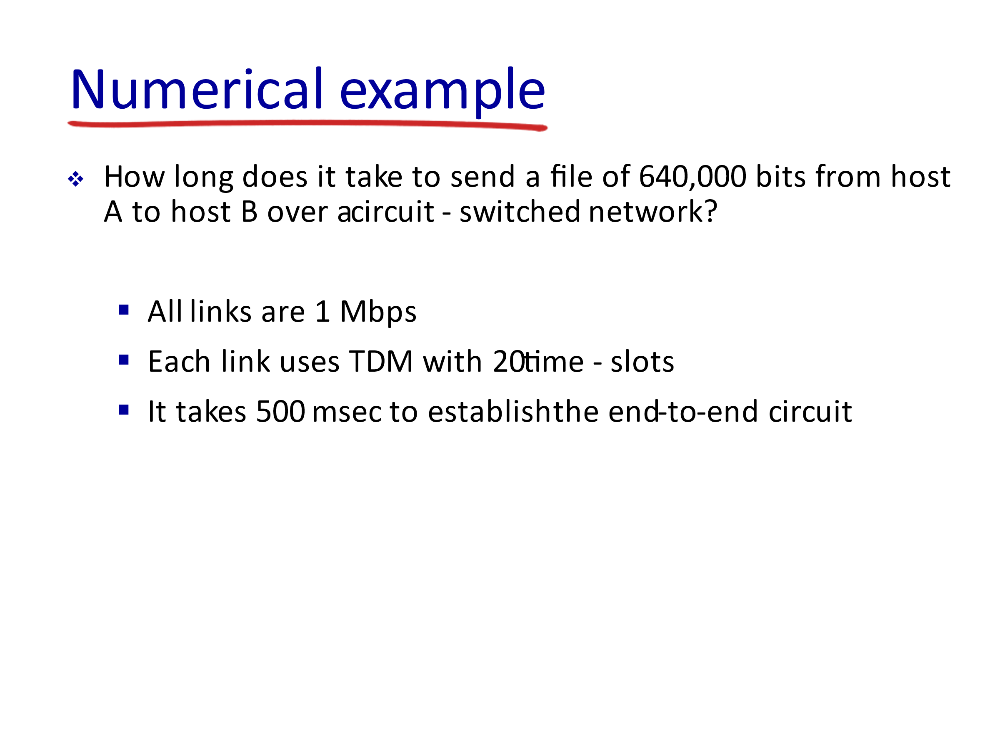 Numerical example
How long does it take to send a file of 640,000 bits from host
A to host B over acircuit - switched network?
All links are 1 Mbps
Each link uses TDM with 20time - slots
It takes 500 msec to establishthe end-to-end circuit